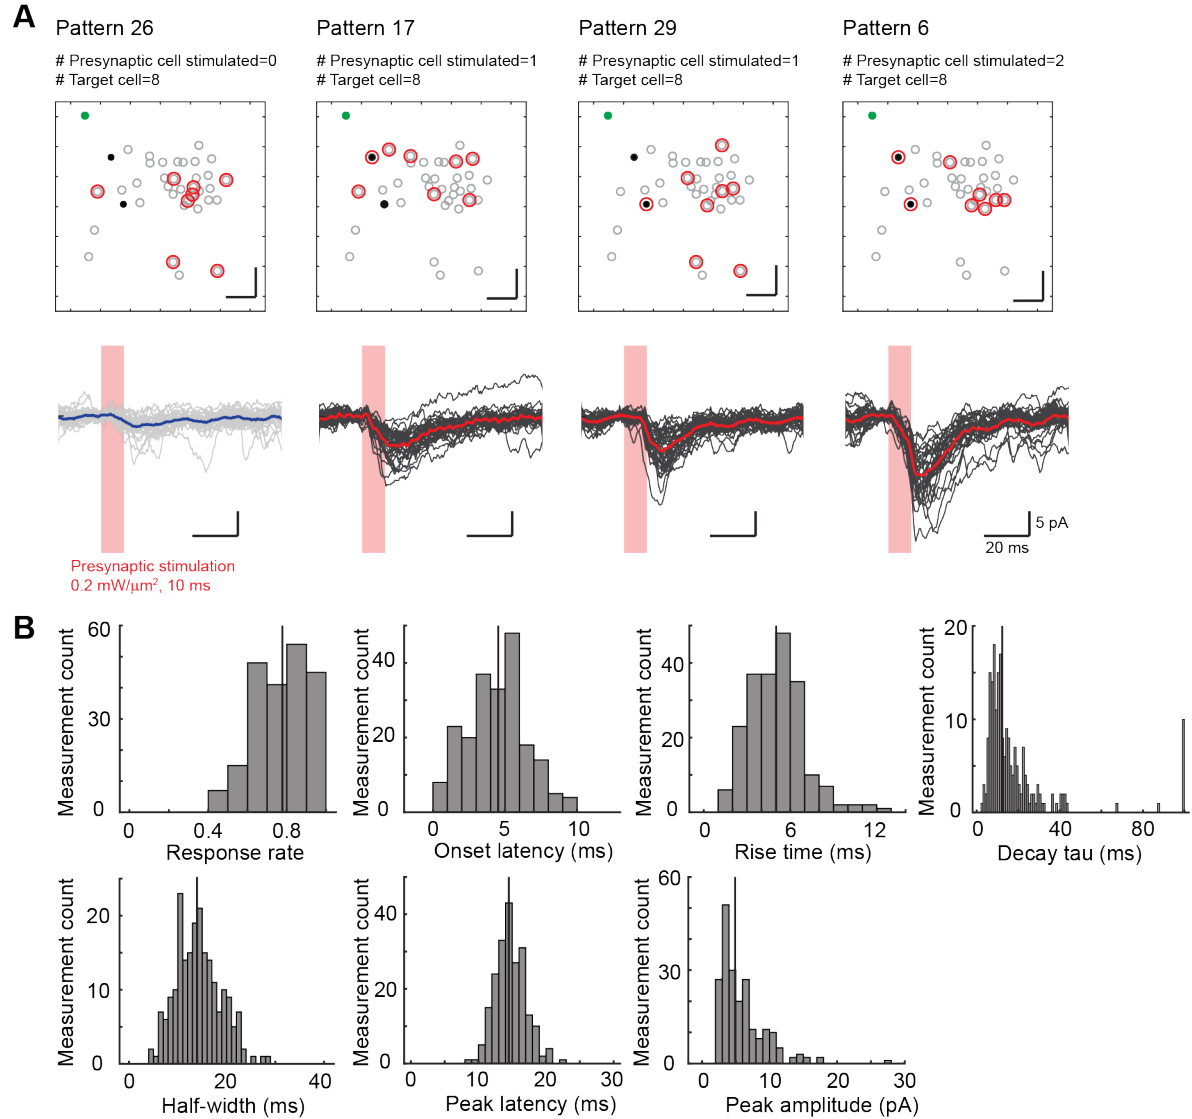 A
Pattern 26
# Presynaptic cell stimulated=0
# Target cell=8
Pattern 17
# Presynaptic cell stimulated=1
# Target cell=8
Pattern 29
# Presynaptic cell stimulated=1
# Target cell=8
Pattern 6
# Presynaptic cell stimulated=2
# Target cell=8
5 pA
20 ms
Presynaptic stimulation
0.2 mW/μm², 10 ms
B
Measurement count
60
30
0
0
0.4
0.8
Response rate
Measurement count
40
20
0
0
5
10
Onset latency (ms)
Measurement count
40
20
0
0
6
12
Rise time (ms)
Measurement count
20
10
0
0
40
80
Decay tau (ms)
Measurement count
20
10
0
0
20
40
Half-width (ms)
Measurement count
40
20
0
0
10
20
30
Peak latency (ms)
Measurement count
60
30
0
0
10
20
30
Peak amplitude (pA)